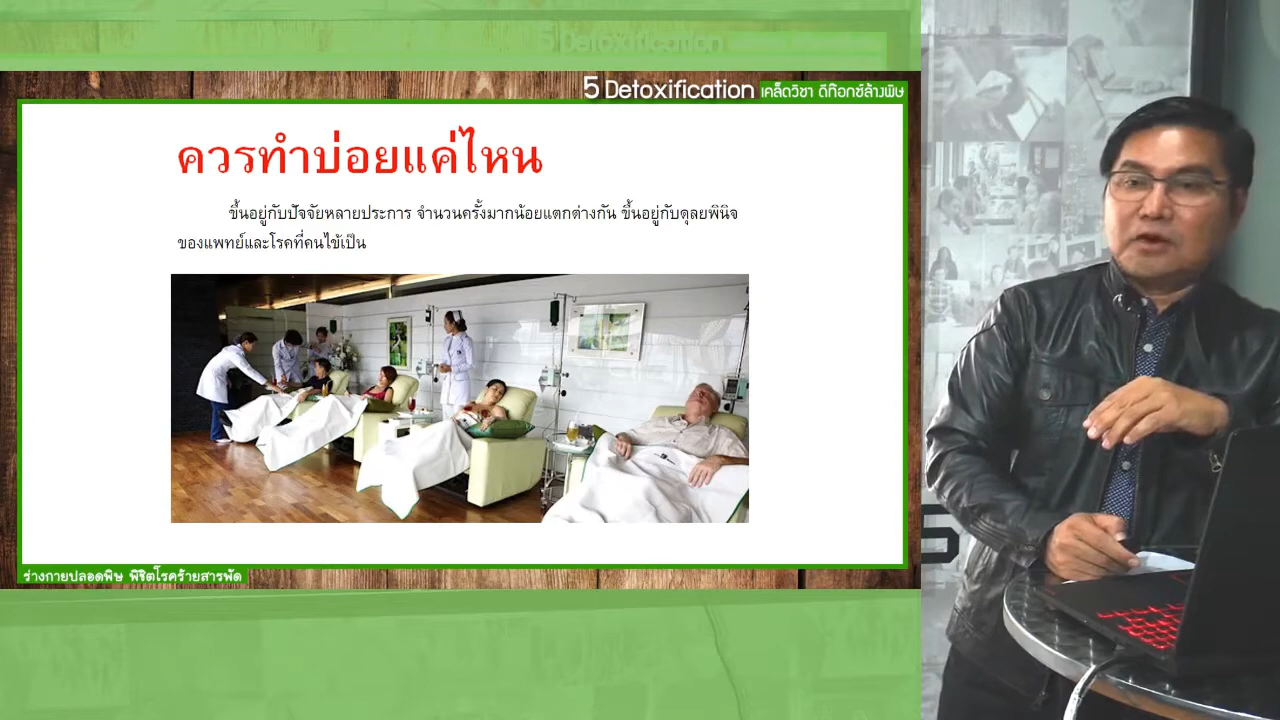 5 Detoxification
5 Detoxification เคล็ดวิชา ดีท๊อกซ์ล้างพิษ
ควรทำบ่อยแค่ไหน
ขึ้นอยู่กับปัจจัยหลายประการ จำนวนครั้งมากน้อยแตกต่างกัน ขึ้นอยู่กับดุลยพินิจ
ของแพทย์และโรคที่คนไข้เป็น
ร่างกายปลอดพิษ พิชิตโรคร้ายสารพัด